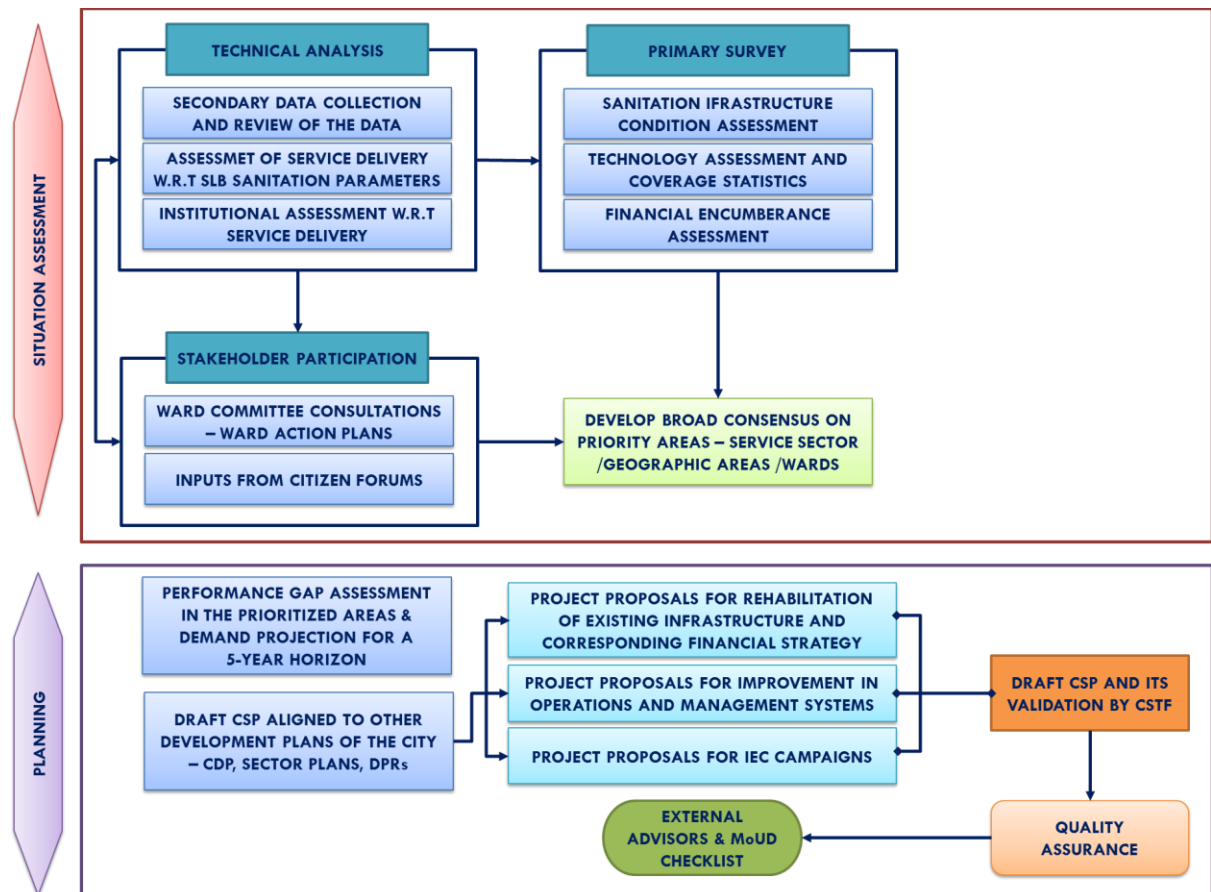 SITUATION ASSESSMENT
TECHNICAL ANALYSIS
SECONDARY DATA COLLECTION
AND REVIEW OF THE DATA
ASSESSMET OF SERVICE DELIVERY
W.R.T SLB SANITATION PARAMETERS
INSTITUTIONAL ASSESSMENT W.R.T
SERVICE DELIVERY
PRIMARY SURVEY
SANITATION IFRASTRUCTURE
CONDITION ASSESSMENT
TECHNOLOGY ASSESSMENT AND
COVERAGE STATISTICS
FINANCIAL ENCUMBERANCE
ASSESSMENT
STAKEHOLDER PARTICIPATION
WARD COMMITTEE CONSULTATIONS
– WARD ACTION PLANS
INPUTS FROM CITIZEN FORUMS
DEVELOP BROAD CONSENSUS ON
PRIORITY AREAS – SERVICE SECTOR
/GEOGRAPHIC AREAS /WARDS
PLANNING
PERFORMANCE GAP ASSESSMENT
IN THE PRIORITIZED AREAS &
DEMAND PROJECTION FOR A
5-YEAR HORIZON
DRAFT CSP ALIGNED TO OTHER
DEVELOPMENT PLANS OF THE CITY
– CDP, SECTOR PLANS, DPRs
PROJECT PROPOSALS FOR REHABILITATION
OF EXISTING INFRASTRUCTURE AND
CORRESPONDING FINANCIAL STRATEGY
PROJECT PROPOSALS FOR IMPROVEMENT IN
OPERATIONS AND MANAGEMENT SYSTEMS
PROJECT PROPOSALS FOR IEC CAMPAIGNS
DRAFT CSP AND ITS
VALIDATION BY CSTF
QUALITY
ASSURANCE
EXTERNAL
ADVISORS & MoUD
CHECKLIST